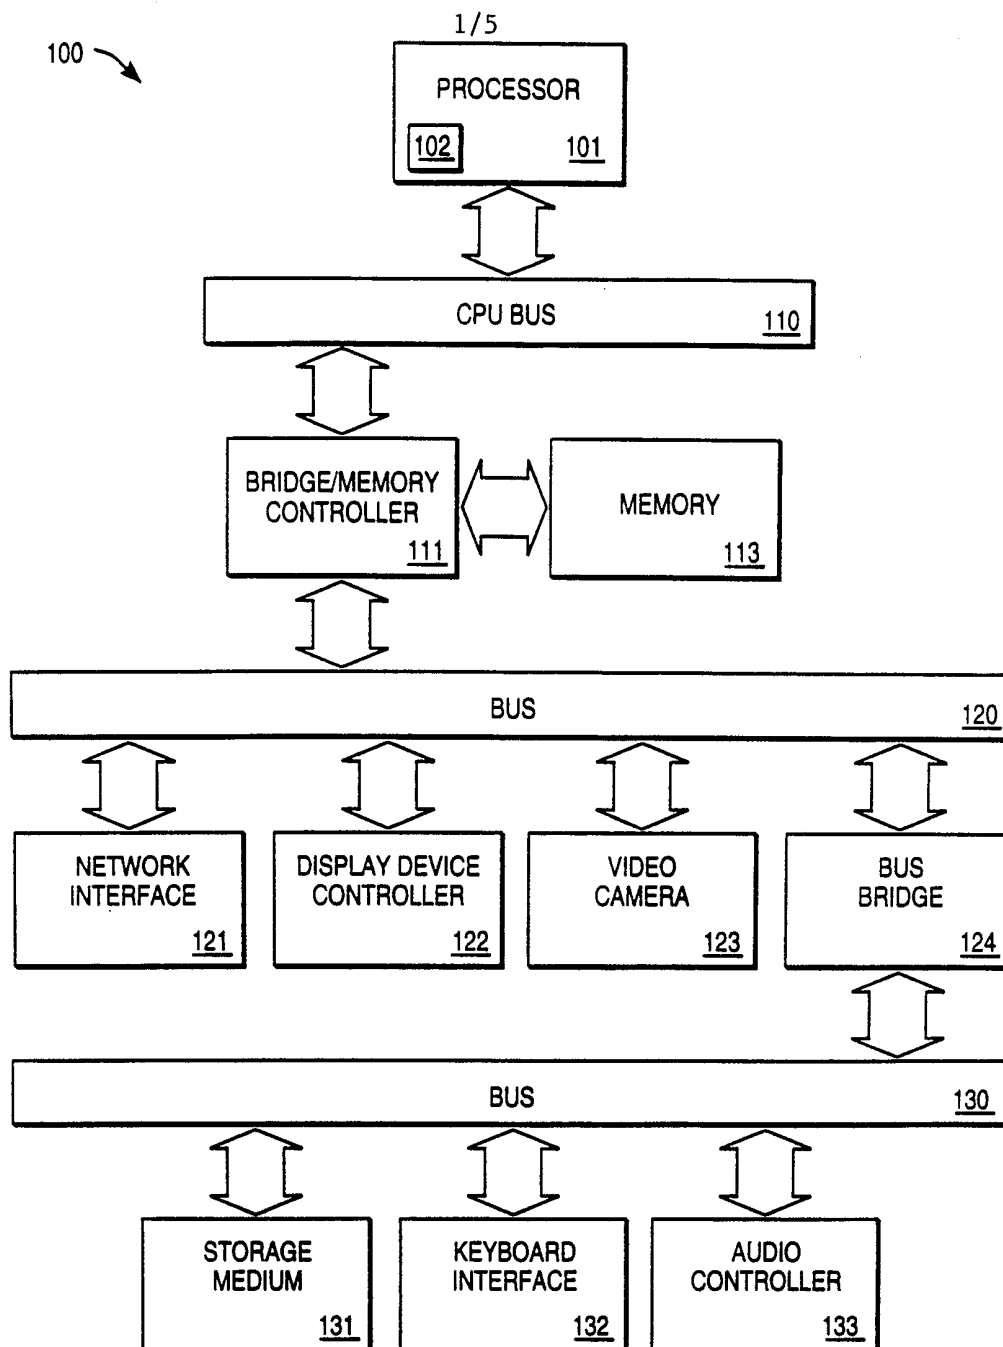 1/5
100
PROCESSOR
102
101
CPU BUS
110
BRIDGE/MEMORY
CONTROLLER
111
MEMORY
113
BUS
120
NETWORK
INTERFACE
121
DISPLAY DEVICE
CONTROLLER
122
VIDEO
CAMERA
123
BUS
BRIDGE
124
BUS
130
STORAGE
MEDIUM
131
KEYBOARD
INTERFACE
132
AUDIO
CONTROLLER
133